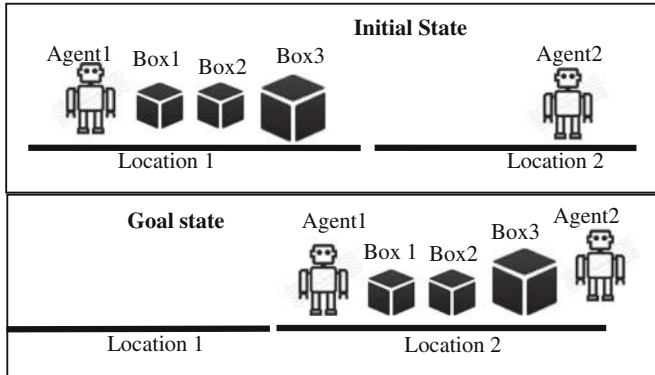 Initial State
Agent1 Box1 Box2 Box3 Agent2
Location 1 Location 2
Goal state
Agent1 Box 1 Box2 Box3 Agent2
Location 1 Location 2